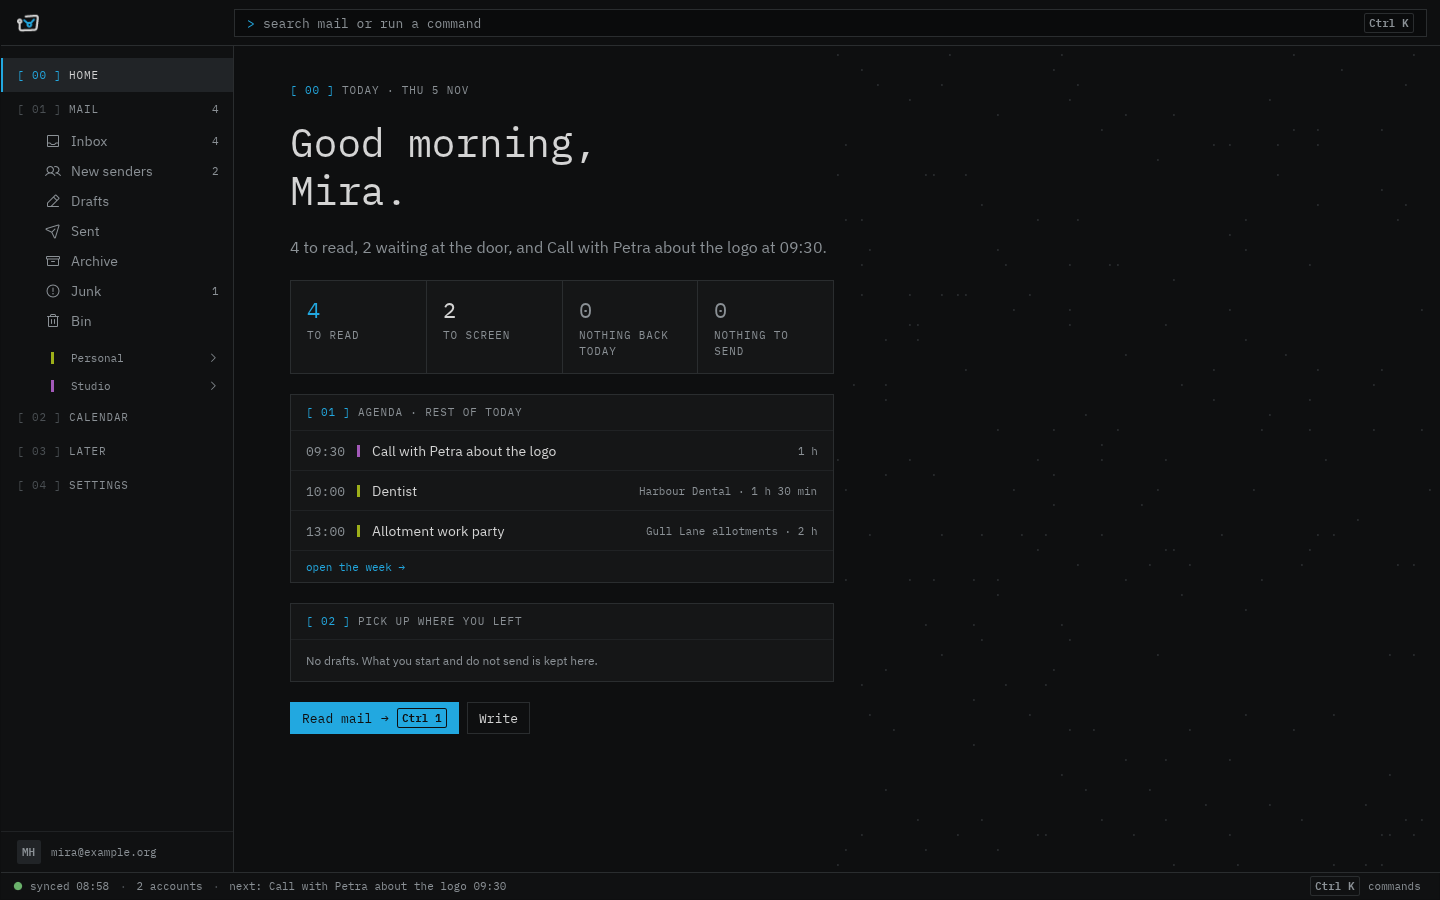 > search mail or run a command Ctrl K
[ 00 ] HOME
[ 01 ] MAIL 4
Inbox 4
New senders 2
Drafts
Sent
Archive
Junk 1
Bin
Personal
Studio
[ 02 ] CALENDAR
[ 03 ] LATER
[ 04 ] SETTINGS
MH mira@example.org
[ 00 ] TODAY · THU 5 NOV
Good morning,
Mira.
4 to read, 2 waiting at the door, and Call with Petra about the logo at 09:30.
4
TO READ
2
TO SCREEN
0
NOTHING BACK
TODAY
0
NOTHING TO
SEND
[ 01 ] AGENDA · REST OF TODAY
09:30 Call with Petra about the logo 1 h
10:00 Dentist Harbour Dental · 1 h 30 min
13:00 Allotment work party Gull Lane allotments · 2 h
open the week →
[ 02 ] PICK UP WHERE YOU LEFT
No drafts. What you start and do not send is kept here.
Read mail → Ctrl 1 Write
synced 08:58 · 2 accounts · next: Call with Petra about the logo 09:30 Ctrl K commands